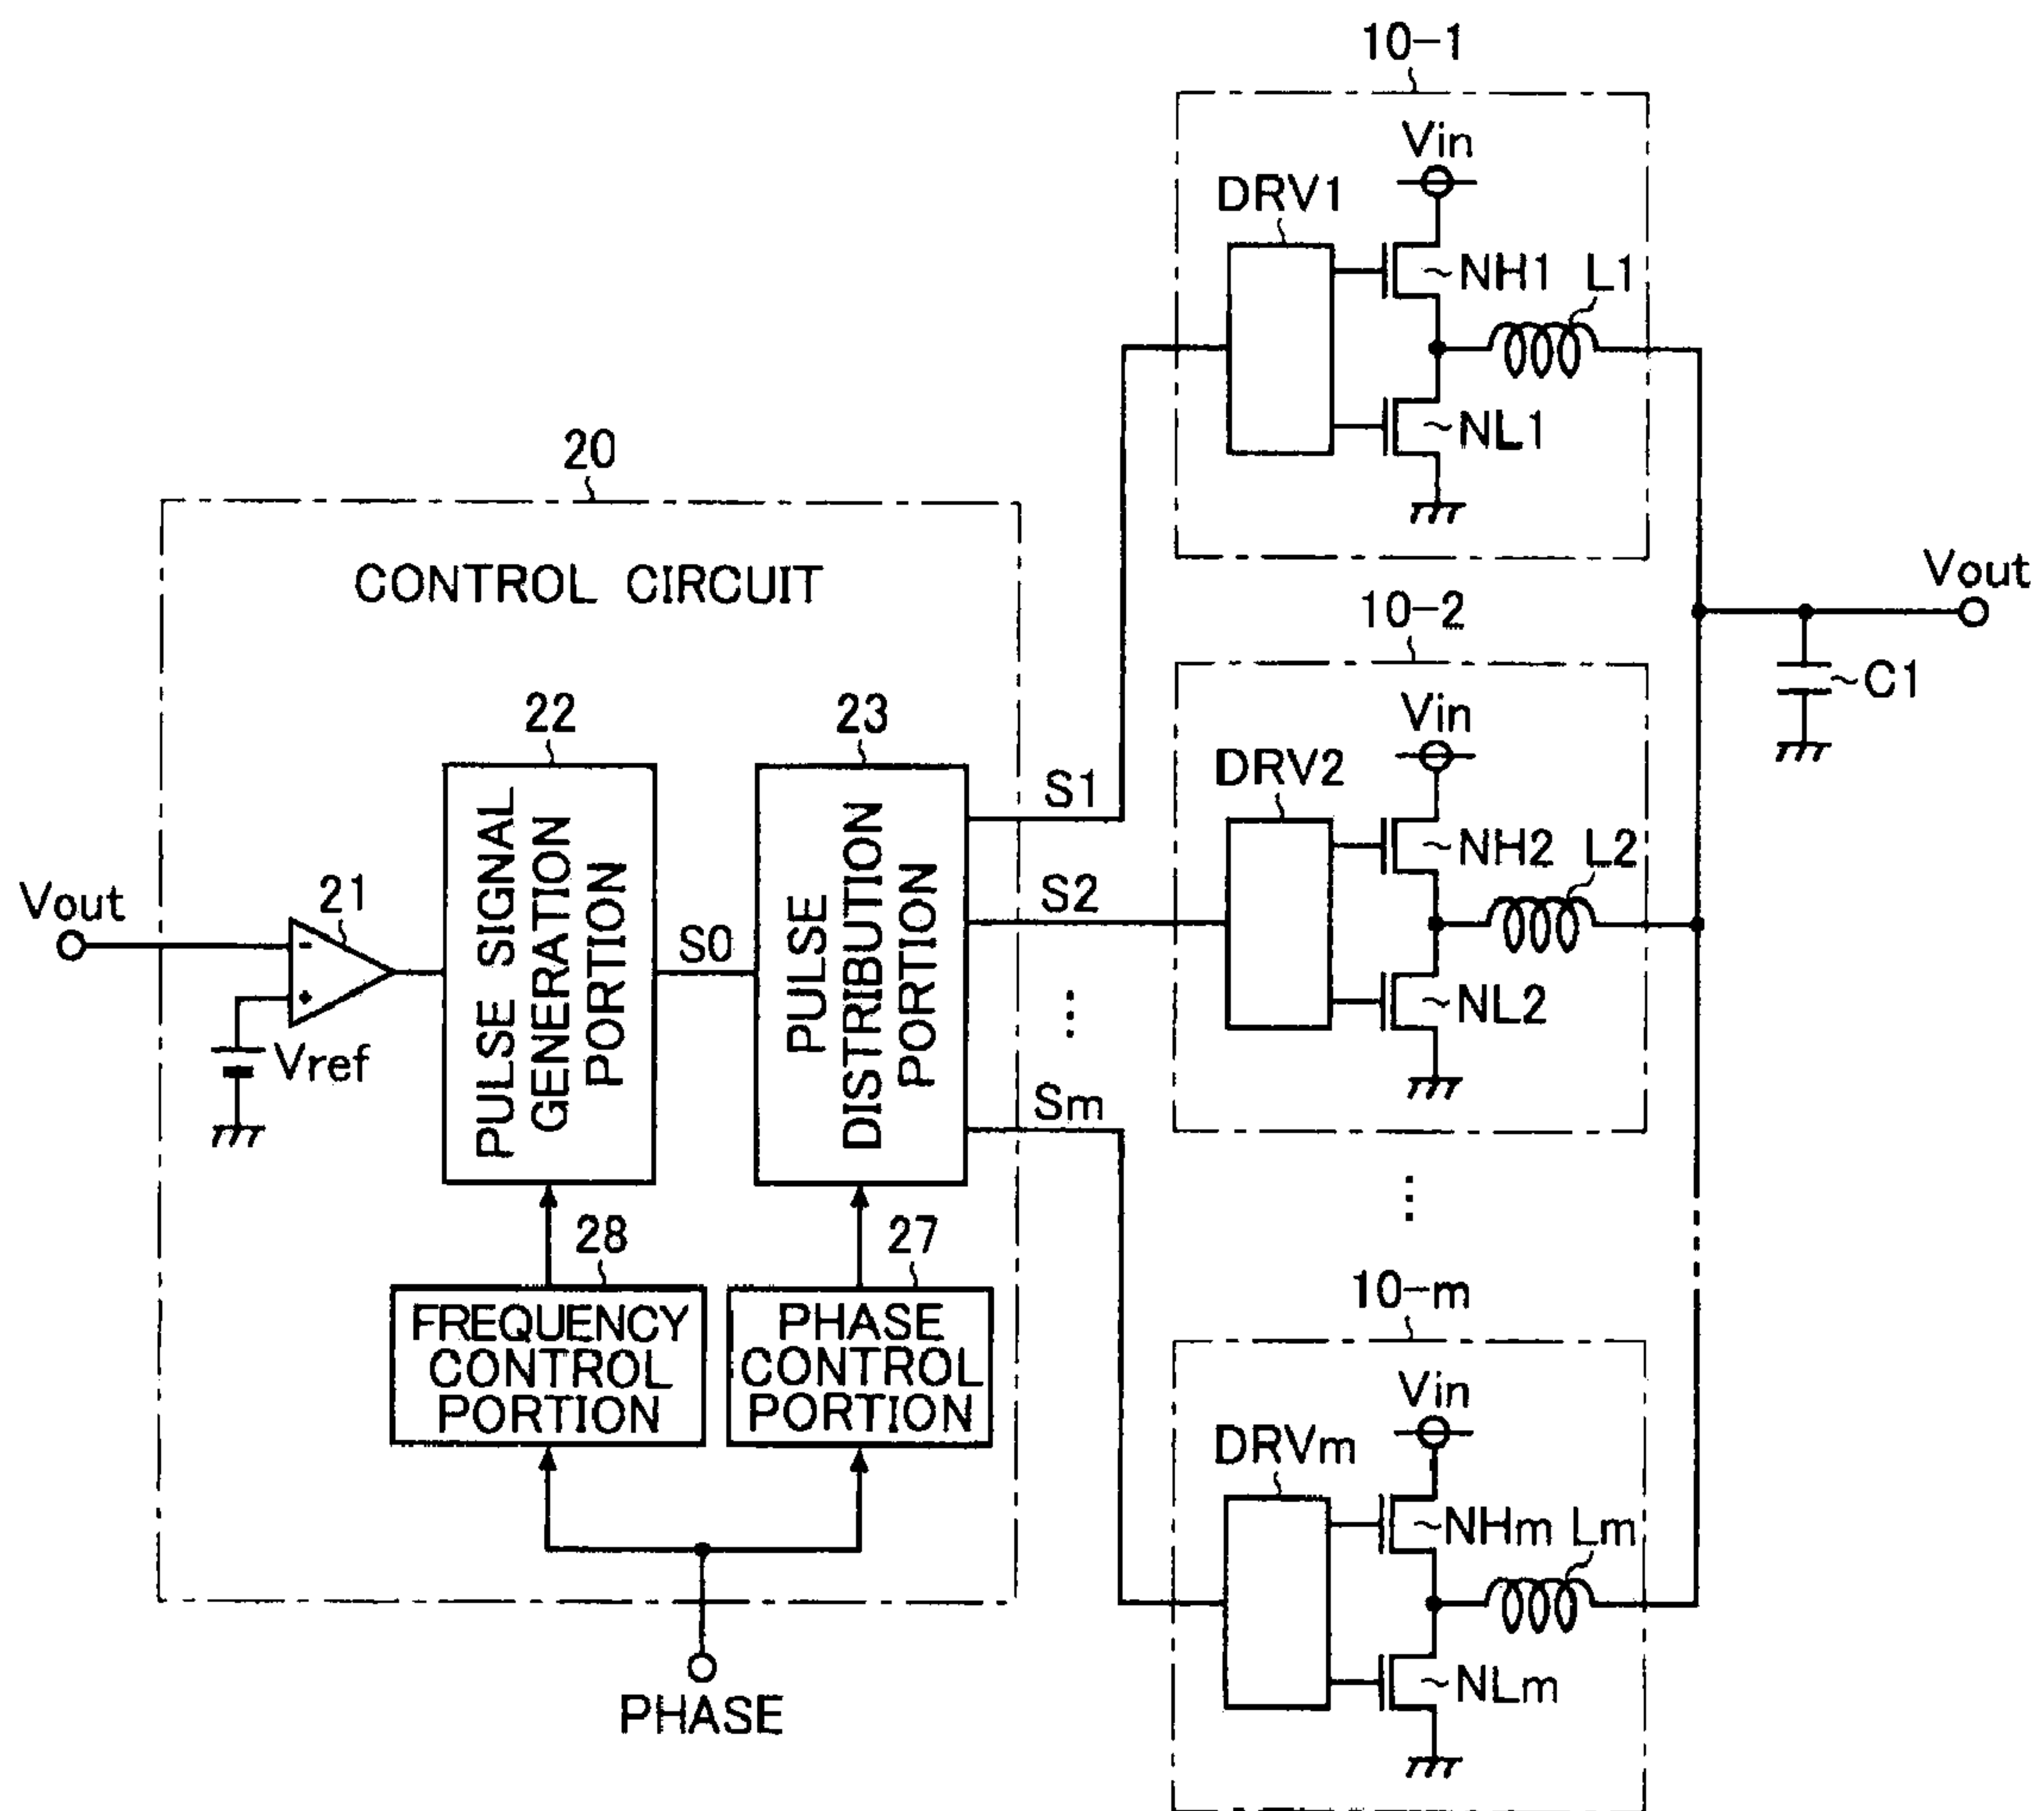 10-1
Vin
DRV1
NH1
L1
NL1
20
CONTROL CIRCUIT
Vout
10-2
C1
22
23
Vin
DRV2
S1
NH2
L2
21
Vout
PULSE SIGNAL
GENERATION
PORTION
S0
PULSE
DISTRIBUTION
PORTION
S2
-
+
NL2
Vref
⋮
Sm
⋮
28
27
10-m
FREQUENCY
CONTROL
PORTION
PHASE
CONTROL
PORTION
Vin
DRVm
NHm
Lm
NLm
PHASE